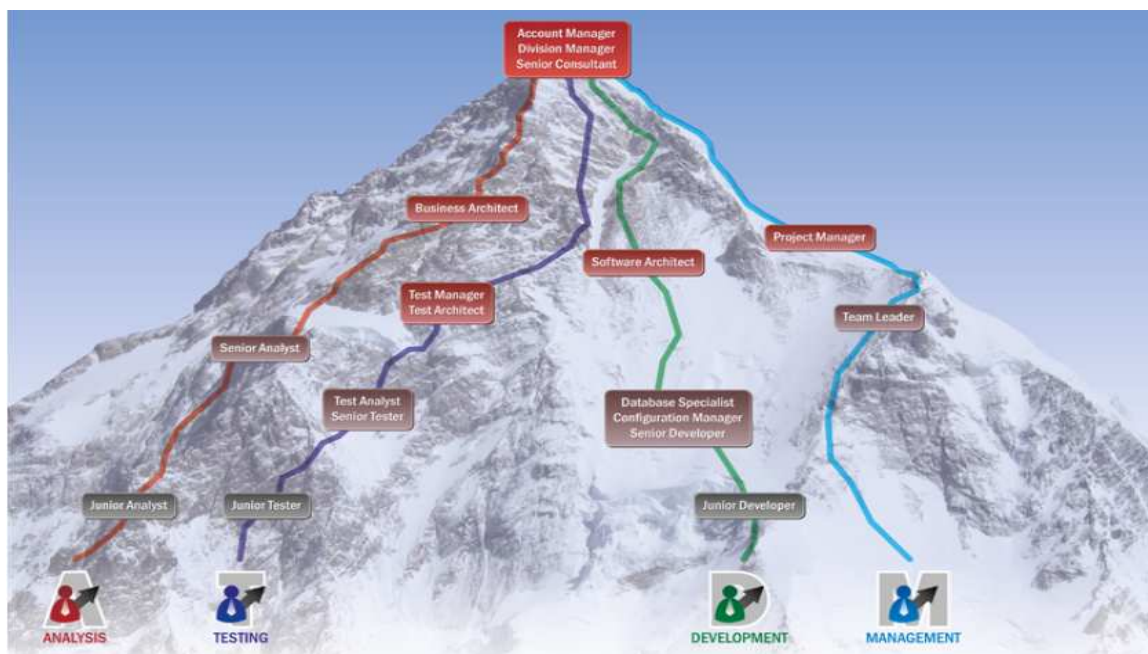 Account Manager
Division Manager
Senior Consultant
Business Architect
Project Manager
Software Architect
Test Manager
Test Architect
Team Leader
Senior Analyst
Test Analyst
Senior Tester
Database Specialist
Configuration Manager
Senior Developer
Junior Analyst
Junior Tester
Junior Developer
A
T
D
M
ANALYSIS
TESTING
DEVELOPMENT
MANAGEMENT